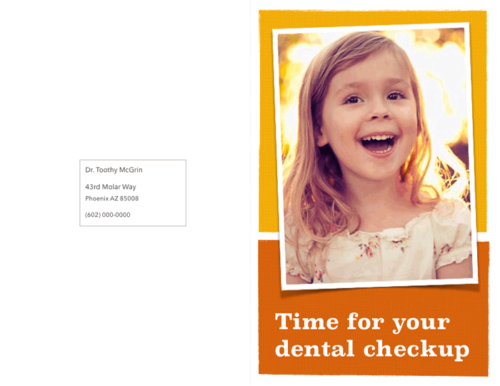 Dr. Toothy McGrin
43rd Molar Way
Phoenix AZ 85008
(602) 000-0000
Time for your
dental checkup